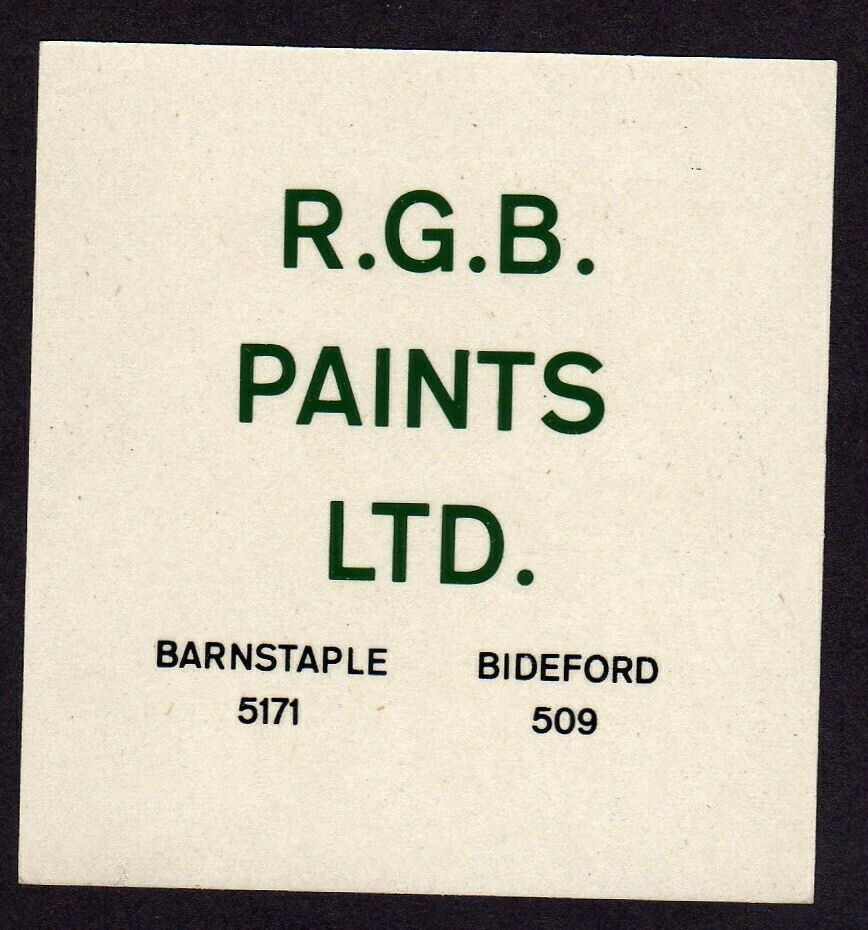 R.G.B.
PAINTS
LTD.
BARNSTAPLE BIDEFORD
5171 509